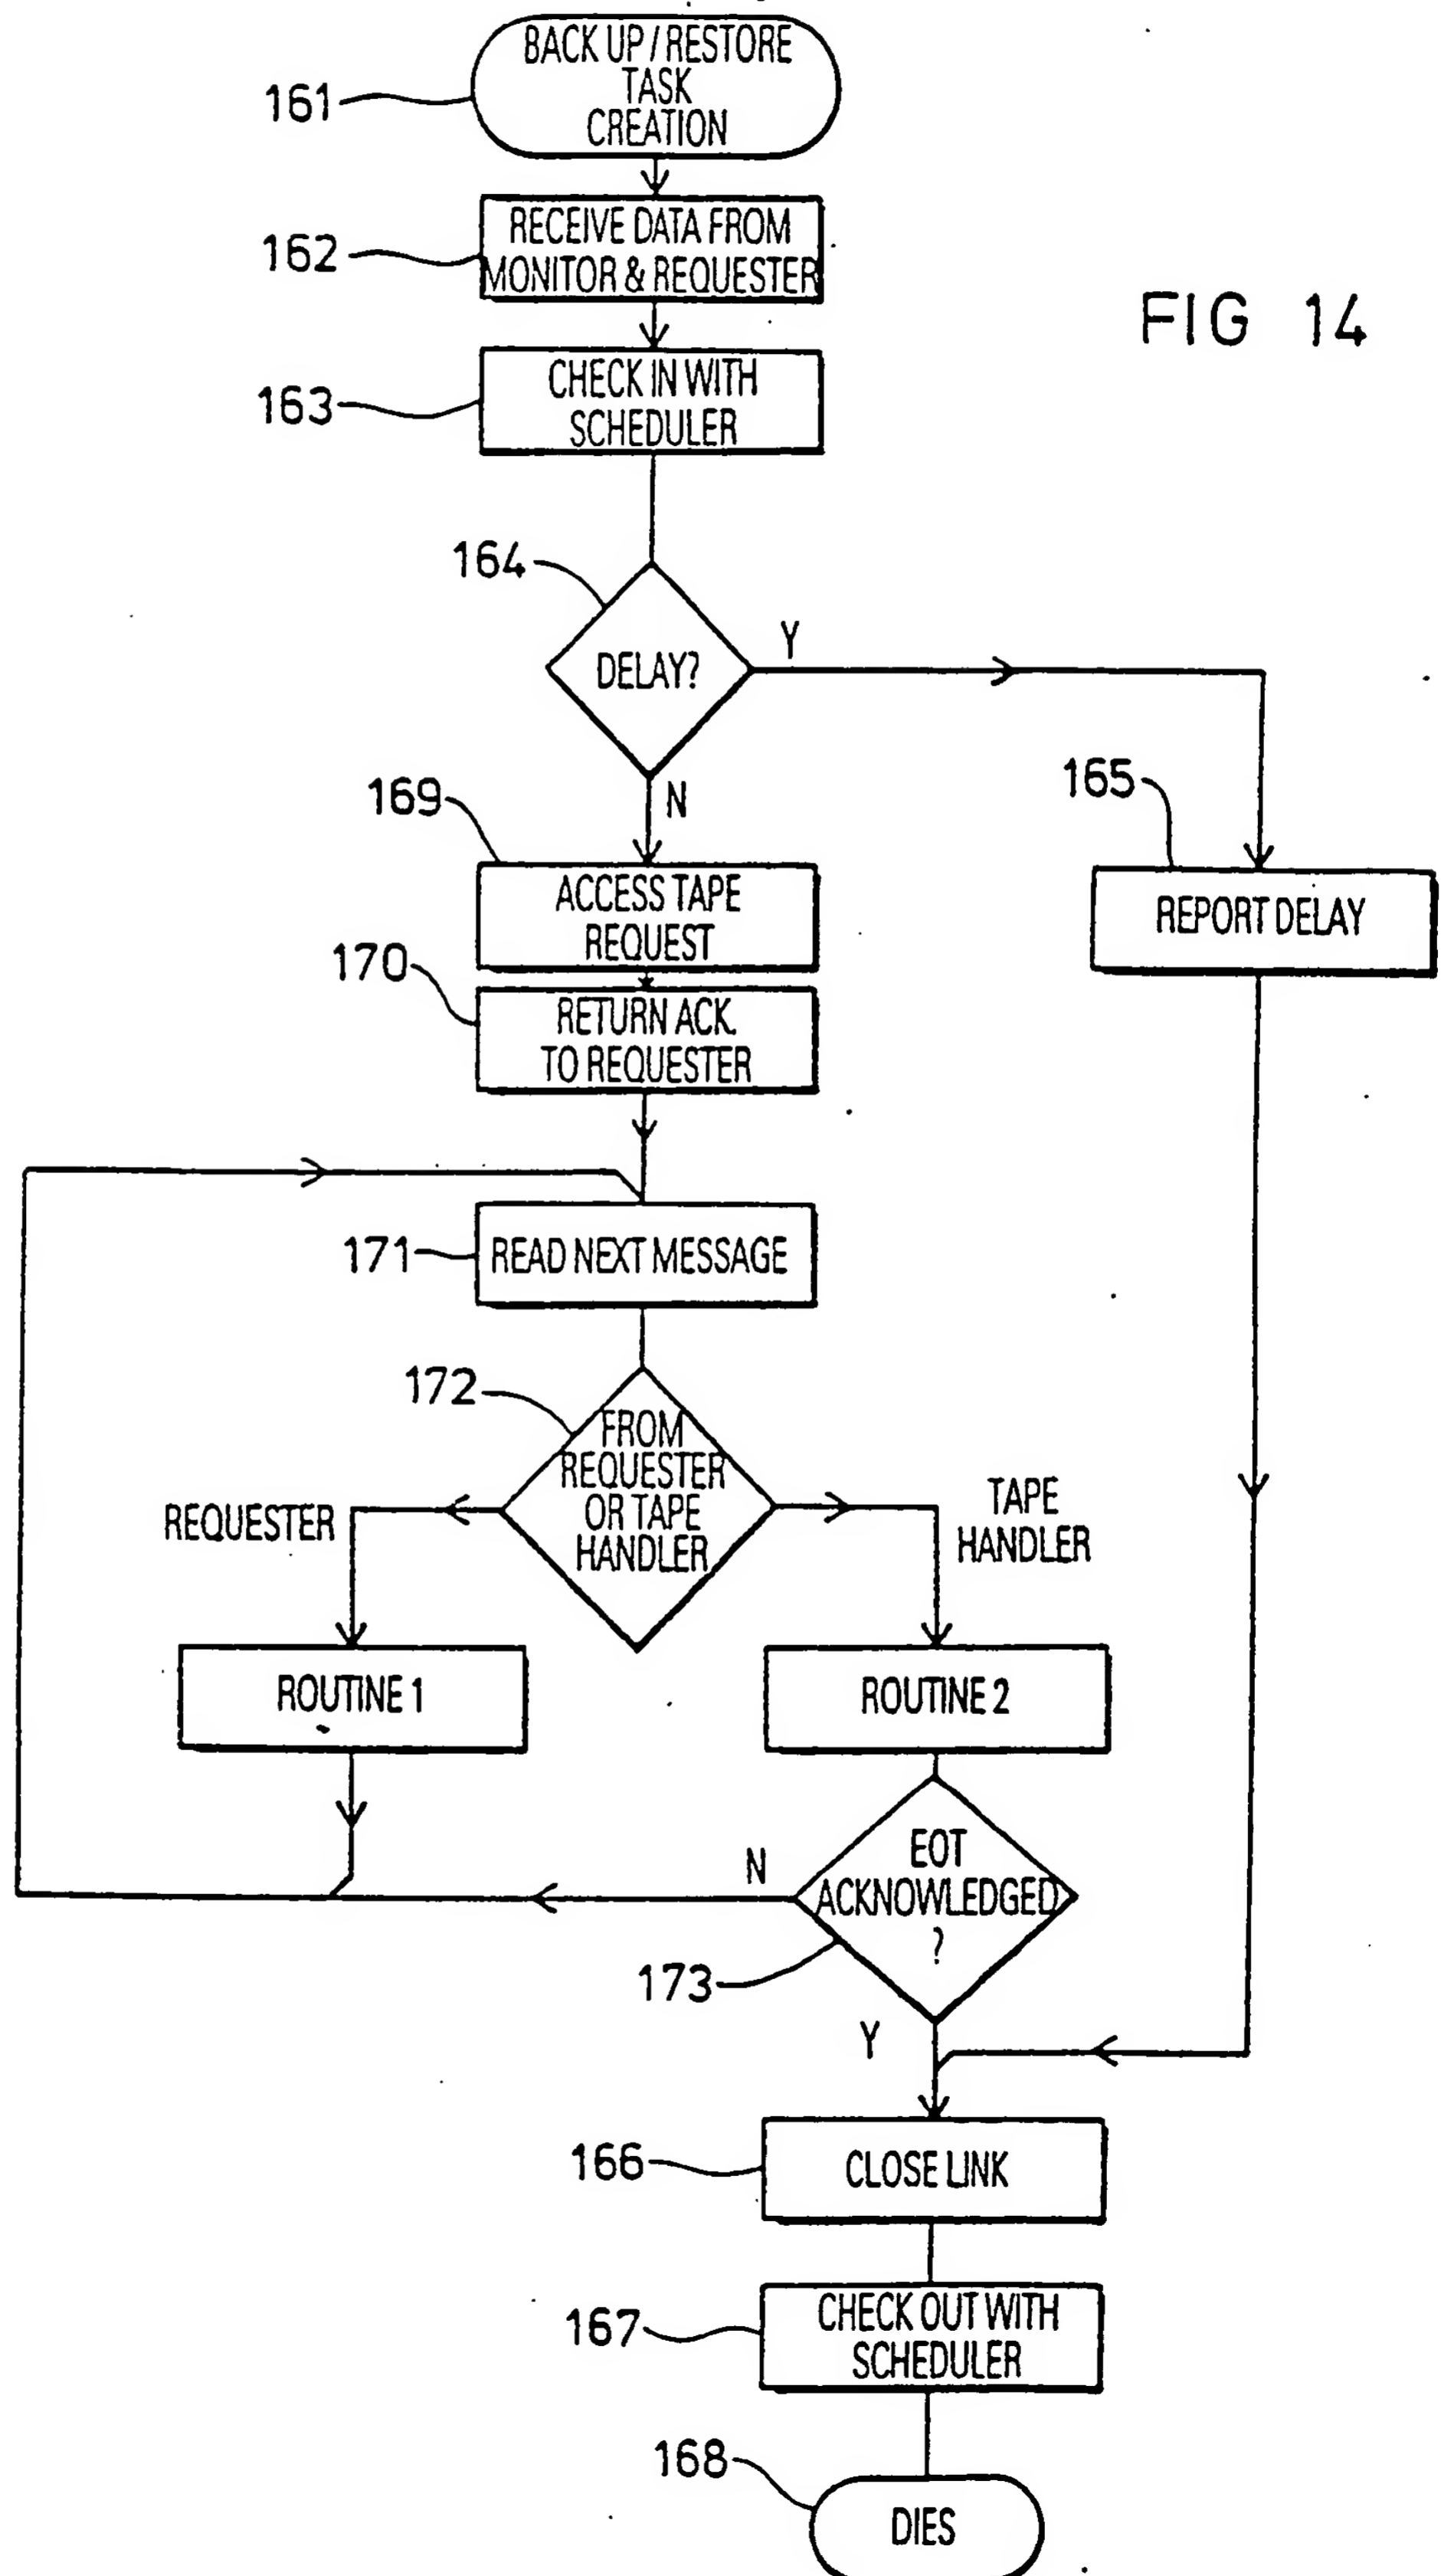 BACK UP / RESTORE
TASK
CREATION
161
RECEIVE DATA FROM
MONITOR & REQUESTER
162
FIG 14
CHECK IN WITH
SCHEDULER
163
164
DELAY?
Y
N
165
REPORT DELAY
169
ACCESS TAPE
REQUEST
170
RETURN ACK.
TO REQUESTER
171
READ NEXT MESSAGE
172
FROM
REQUESTER
OR TAPE
HANDLER
REQUESTER
TAPE
HANDLER
ROUTINE 1
ROUTINE 2
EOT
ACKNOWLEDGED
?
N
173
Y
166
CLOSE LINK
167
CHECK OUT WITH
SCHEDULER
168
DIES